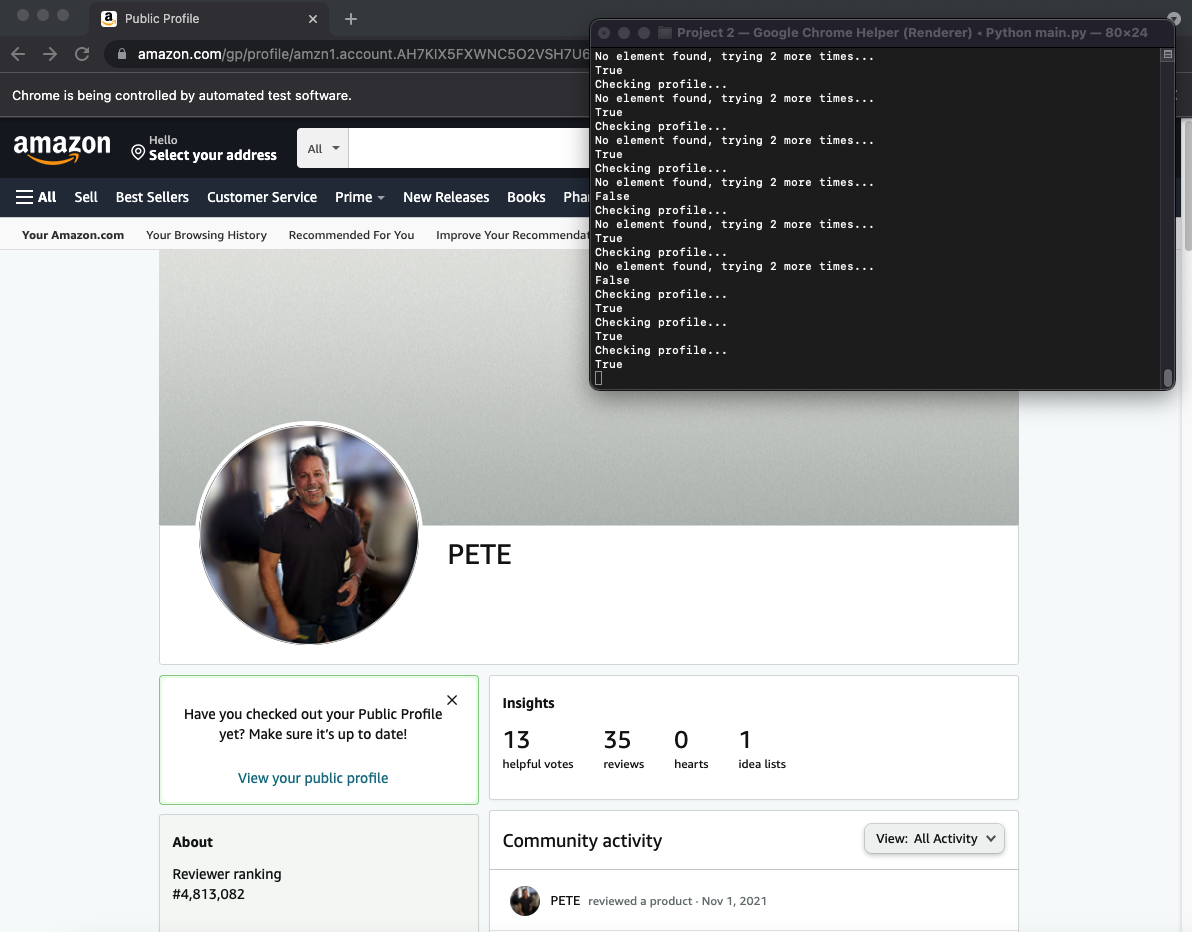 Public Profile
amazon.com/gp/profile/amzn1.account.AH7KIX5FXWNC5O2VSH7U6
Chrome is being controlled by automated test software.
Project 2 — Google Chrome Helper (Renderer) • Python main.py — 80×24
No element found, trying 2 more times...
True
Checking profile...
No element found, trying 2 more times...
True
Checking profile...
No element found, trying 2 more times...
True
Checking profile...
No element found, trying 2 more times...
False
Checking profile...
No element found, trying 2 more times...
True
Checking profile...
No element found, trying 2 more times...
False
Checking profile...
True
Checking profile...
True
Checking profile...
True
amazon
Hello
Select your address
All
All Sell Best Sellers Customer Service Prime New Releases Books Pha
Your Amazon.com Your Browsing History Recommended For You Improve Your Recommendat
PETE
Have you checked out your Public Profile
yet? Make sure it's up to date!
View your public profile
About
Reviewer ranking
#4,813,082
Insights
13 35 0 1
helpful votes reviews hearts idea lists
Community activity
View: All Activity
PETE reviewed a product · Nov 1, 2021